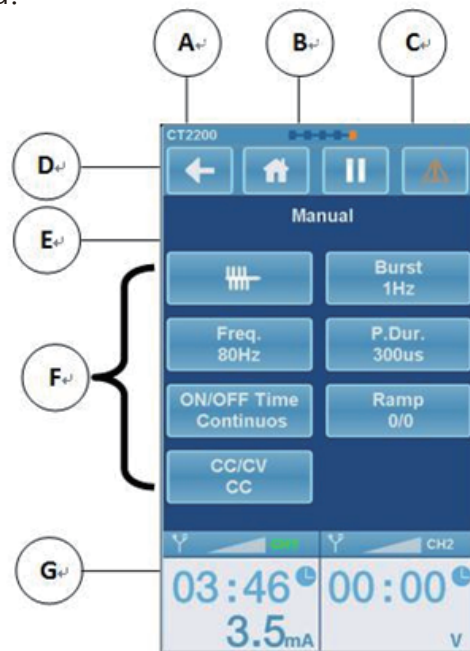 A↵
B↵
C↵
CT2200
D↵
Manual
E↵
Burst
1Hz
Freq.
80Hz
P.Dur.
300us
F↵
ON/OFF Time
Continuos
Ramp
0/0
CC/CV
CC
CH2
G↵
03:46
00:00
3.5mA
V